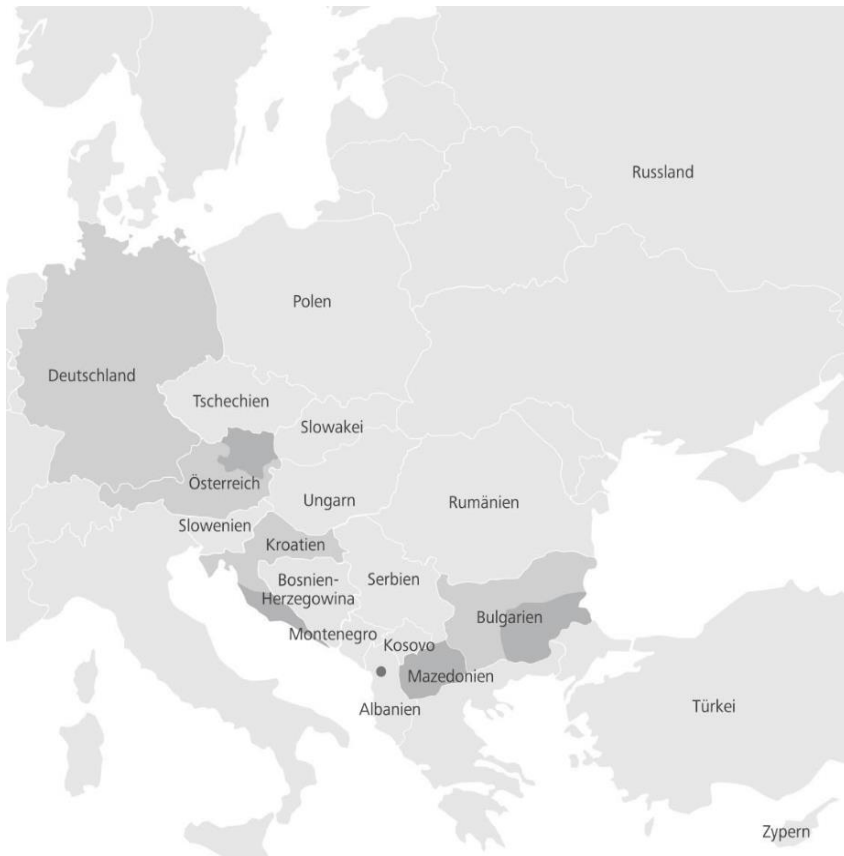 Russland
Polen
Deutschland
Tschechien
Slowakei
Österreich
Ungarn
Rumänien
Slowenien
Kroatien
Bosnien-
Herzegowina
Serbien
Bulgarien
Montenegro
Kosovo
Mazedonien
Albanien
Türkei
Zypern